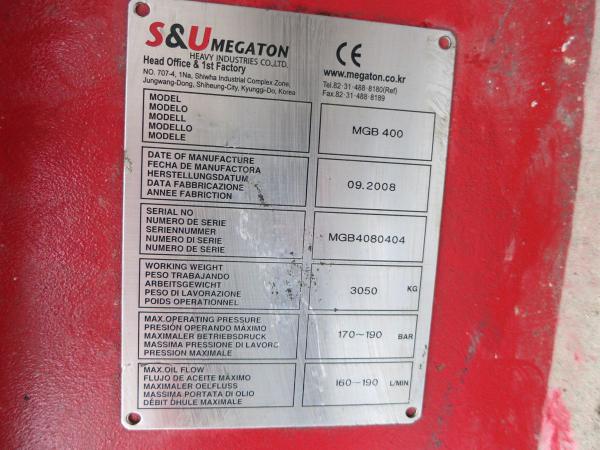 S&U MEGATON
HEAVY INDUSTRIES CO.,LTD.
Head Office & 1st Factory
NO. 707-4, 1Na, Shiwha Industrial Complex Zone,
Jungwang-Dong, Shiheung-City, Kyunggi-Do, Korea
CE
www.megaton.co.kr
Tel.82·31·488-8180(Ref)
Fax.82·31·488-8189
MODEL
MODELO
MODELL
MODELLO
MODELE
MGB 400
DATE OF MANUFACTURE
FECHA DE MANUFACTORA
HERSTELLUNGSDATUM
DATA FABBRICAZIONE
ANNEE FABRICTION
09.2008
SERIAL NO
NUMERO DE SERIE
SERIENNUMMER
NUMERO DI SERIE
NUMERO DE SERIE
MGB4080404
WORKING WEIGHT
PESO TRABAJANDO
ARBEITSGEWICHT
PESO DI LAVORAZIONE
POIDS OPERATIONNEL
3050 KG
MAX.OPERATING PRESSURE
PRESIÓN OPERANDO MÁXIMO
MAXIMALER BETRIEBSDRUCK
MASSIMA PRESSIONE DI LAVORO
PRESSION MAXIMALE
170~190 BAR
MAX.OIL FLOW
FLUJO DE ACEITE MÁXIMO
MAXIMALER OELFLUSS
MASSIMA PORTATA DI OLIO
DÉBIT DHULE MAXIMALE
160~190 L/MIN